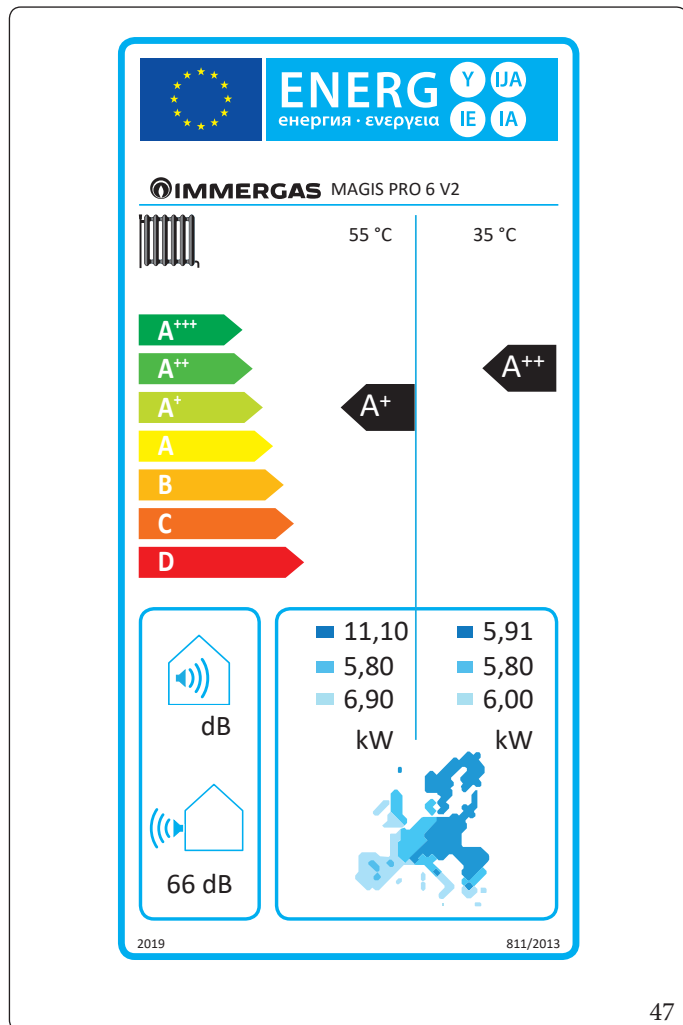 ENERG Y IJA
енергия · ενεργεια IE IA
IMMERGAS MAGIS PRO 6 V2
55 °C 35 °C
A+++
A++ A++
A+ A+
A
B
C
D
11,10 5,91
5,80 5,80
6,90 6,00
dB kW kW
66 dB
2019 811/2013
47